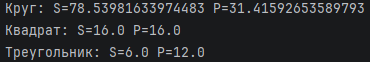 Круг: S=78.53981633974483 P=31.41592653589793
Квадрат: S=16.0 P=16.0
Треугольник: S=6.0 P=12.0